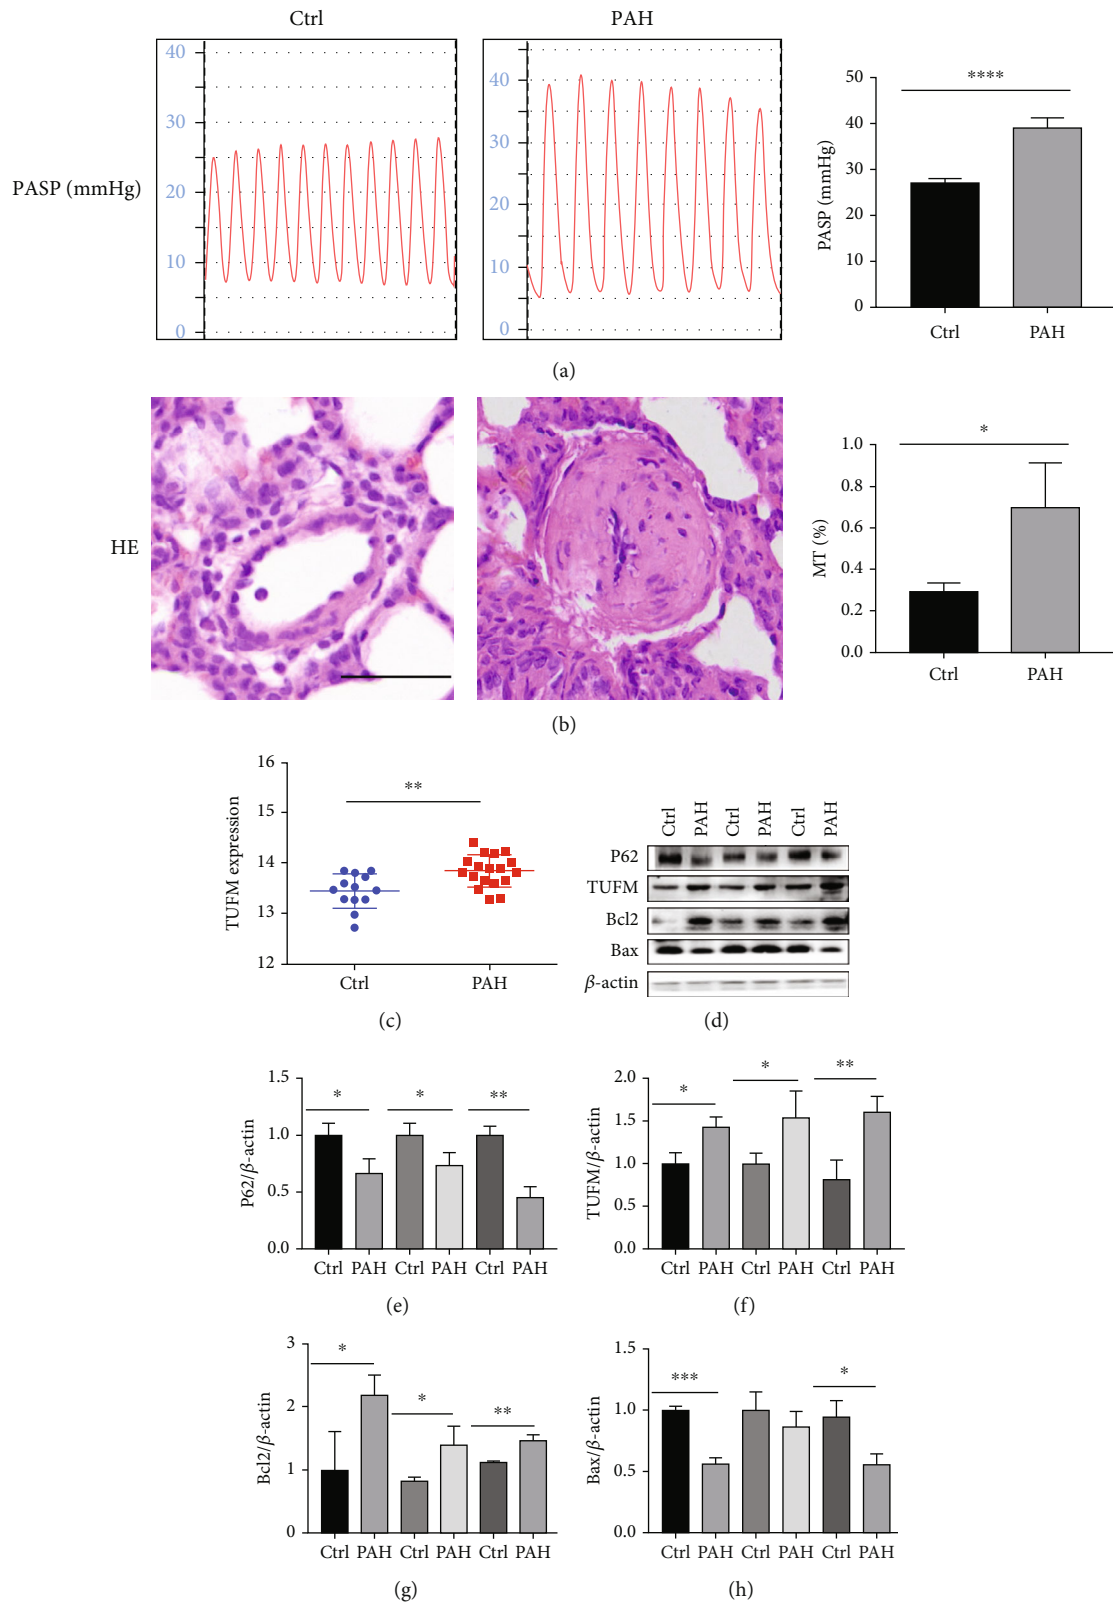 Ctrl
PAH
PASP (mmHg)
40
30
20
10
0
40
30
20
10
0
****
50
40
30
20
10
0
PASP (mmHg)
Ctrl
PAH
(a)
HE
*
1.0
0.8
0.6
0.4
0.2
0.0
MT (%)
Ctrl
PAH
(b)
16
15
14
13
12
TUFM expression
**
Ctrl
PAH
(c)
Ctrl
PAH
Ctrl
PAH
Ctrl
PAH
P62
TUFM
Bcl2
Bax
β-actin
(d)
1.5
1.0
0.5
0.0
P62/β-actin
*
*
**
Ctrl PAH Ctrl PAH Ctrl PAH
(e)
2.0
1.5
1.0
0.5
0.0
TUFM/β-actin
*
*
**
Ctrl PAH Ctrl PAH Ctrl PAH
(f)
3
2
1
0
Bcl2/β-actin
*
*
**
Ctrl PAH Ctrl PAH Ctrl PAH
(g)
1.5
1.0
0.5
0.0
Bax/β-actin
***
*
Ctrl PAH Ctrl PAH Ctrl PAH
(h)